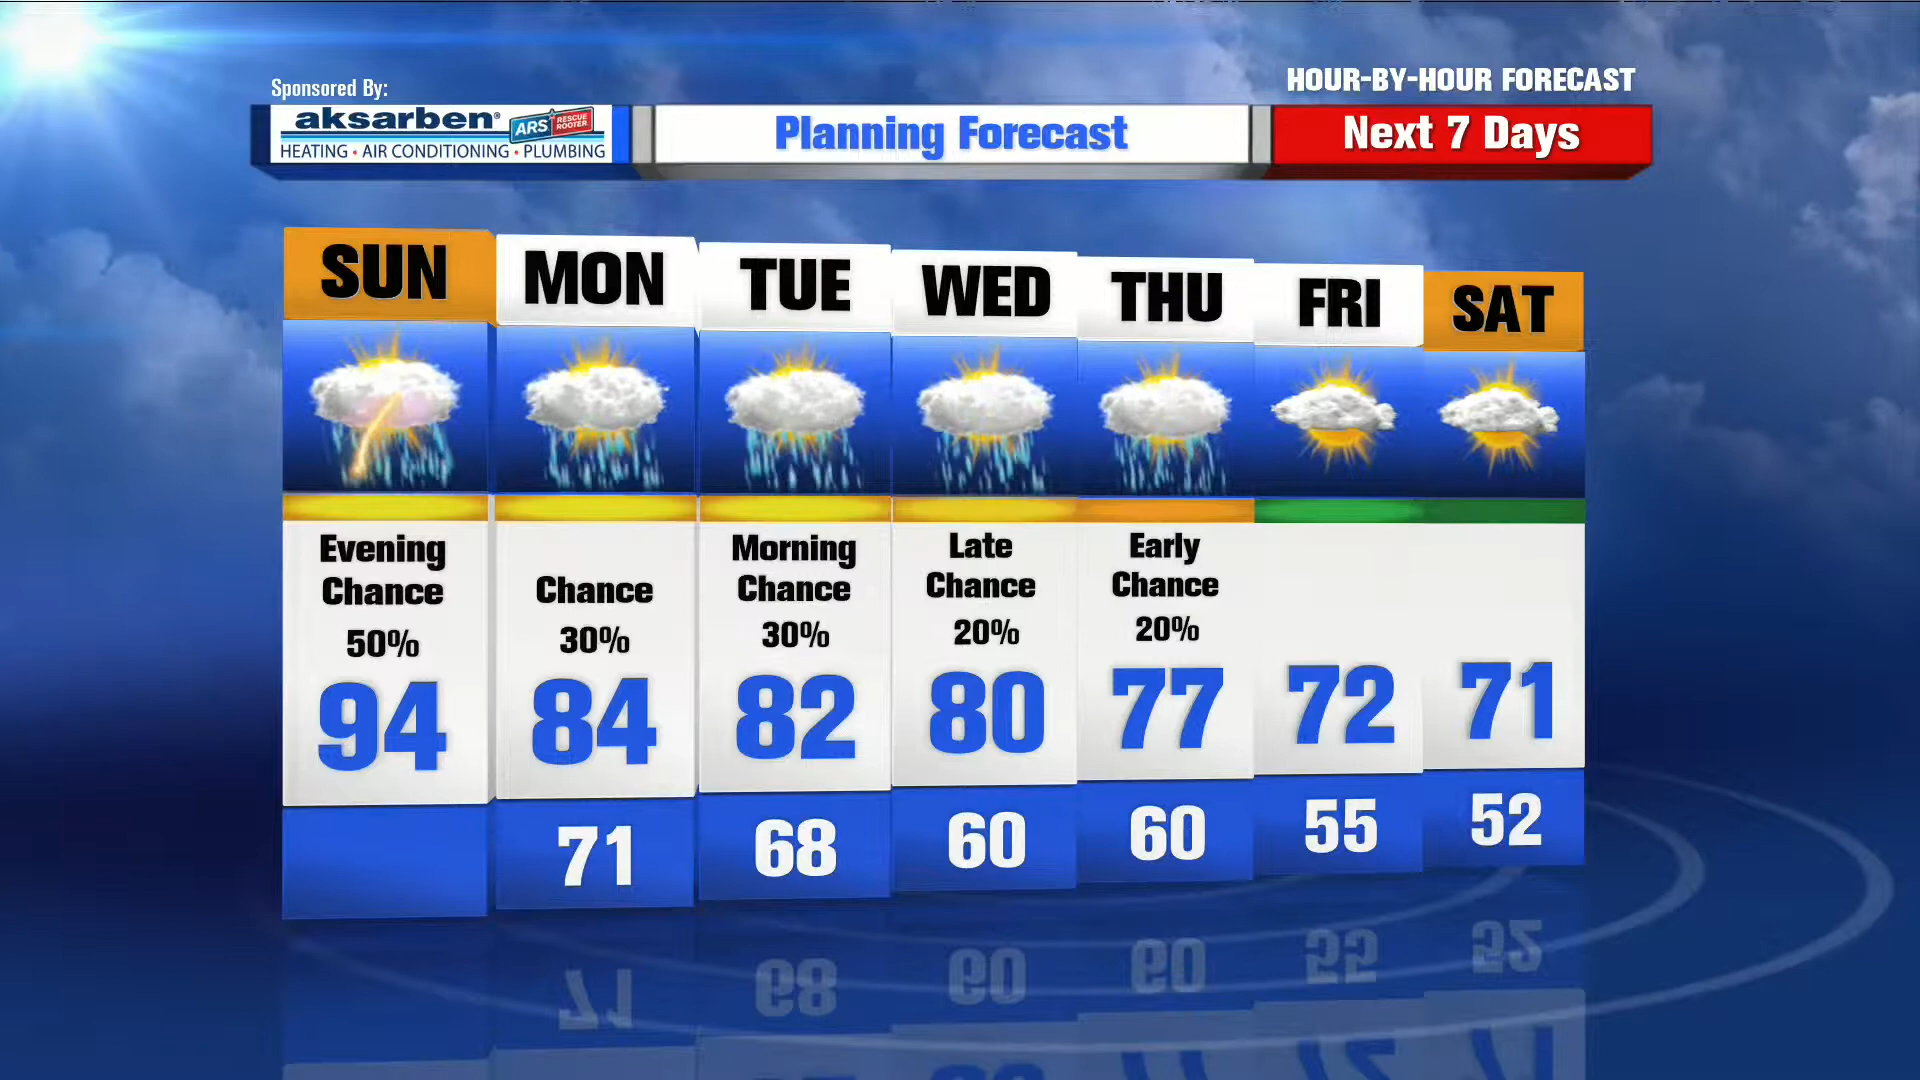 Sponsored By:
aksarben®
ARS RESCUE ROOTER
HEATING • AIR CONDITIONING • PLUMBING
Planning Forecast
HOUR-BY-HOUR FORECAST
Next 7 Days
SUN MON TUE WED THU FRI SAT
Evening Chance 50%
Chance 30%
Morning Chance 30%
Late Chance 20%
Early Chance 20%
94 84 82 80 77 72 71
71 68 60 60 55 52